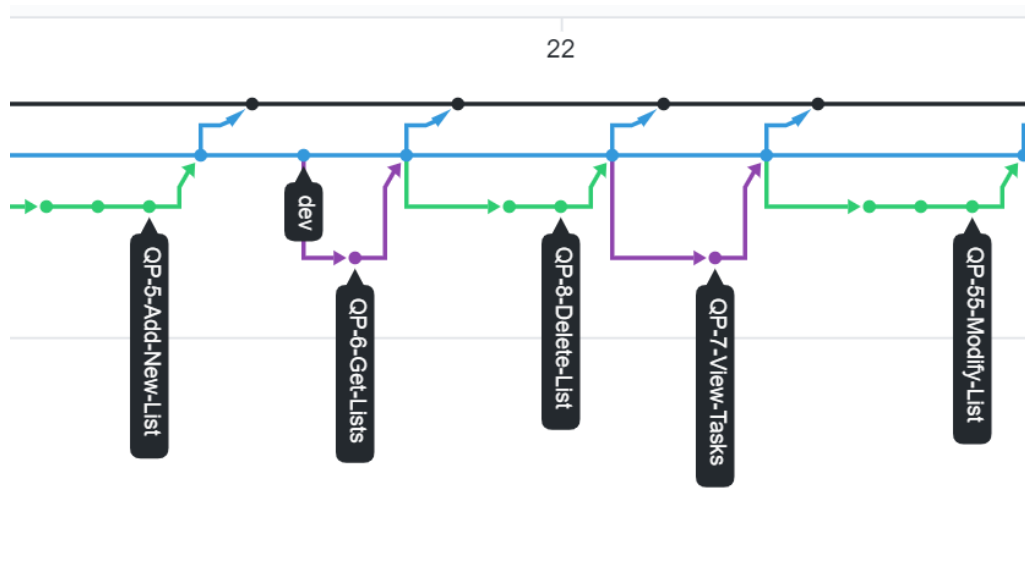 22
dev
QP-5-Add-New-List
QP-6-Get-Lists
QP-8-Delete-List
QP-7-View-Tasks
QP-55-Modify-List